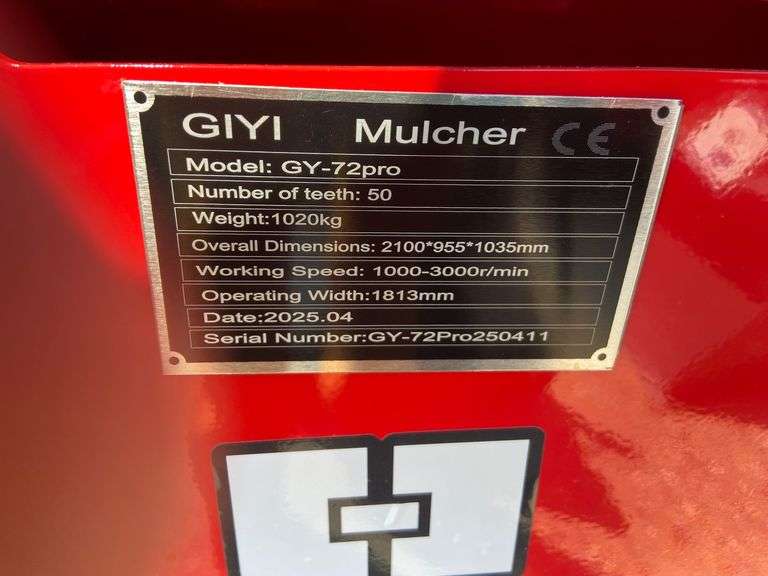 GIYI Mulcher CE
Model: GY-72pro
Number of teeth: 50
Weight:1020kg
Overall Dimensions: 2100*955*1035mm
Working Speed: 1000-3000r/min
Operating Width:1813mm
Date:2025.04
Serial Number:GY-72Pro250411